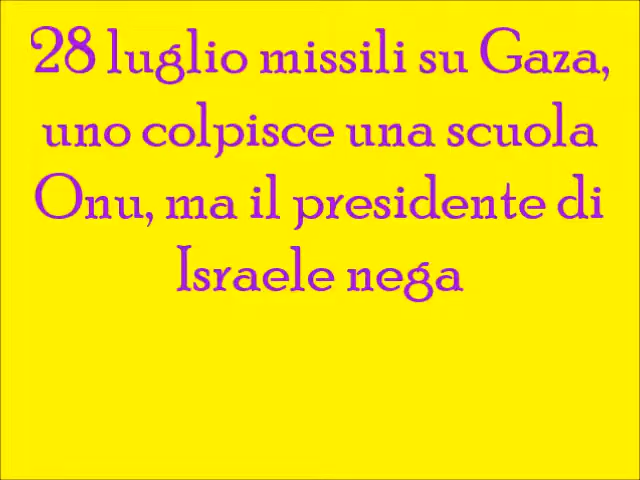 28 luglio missili su Gaza,
uno colpisce una scuola
Onu, ma il presidente di
Israele nega